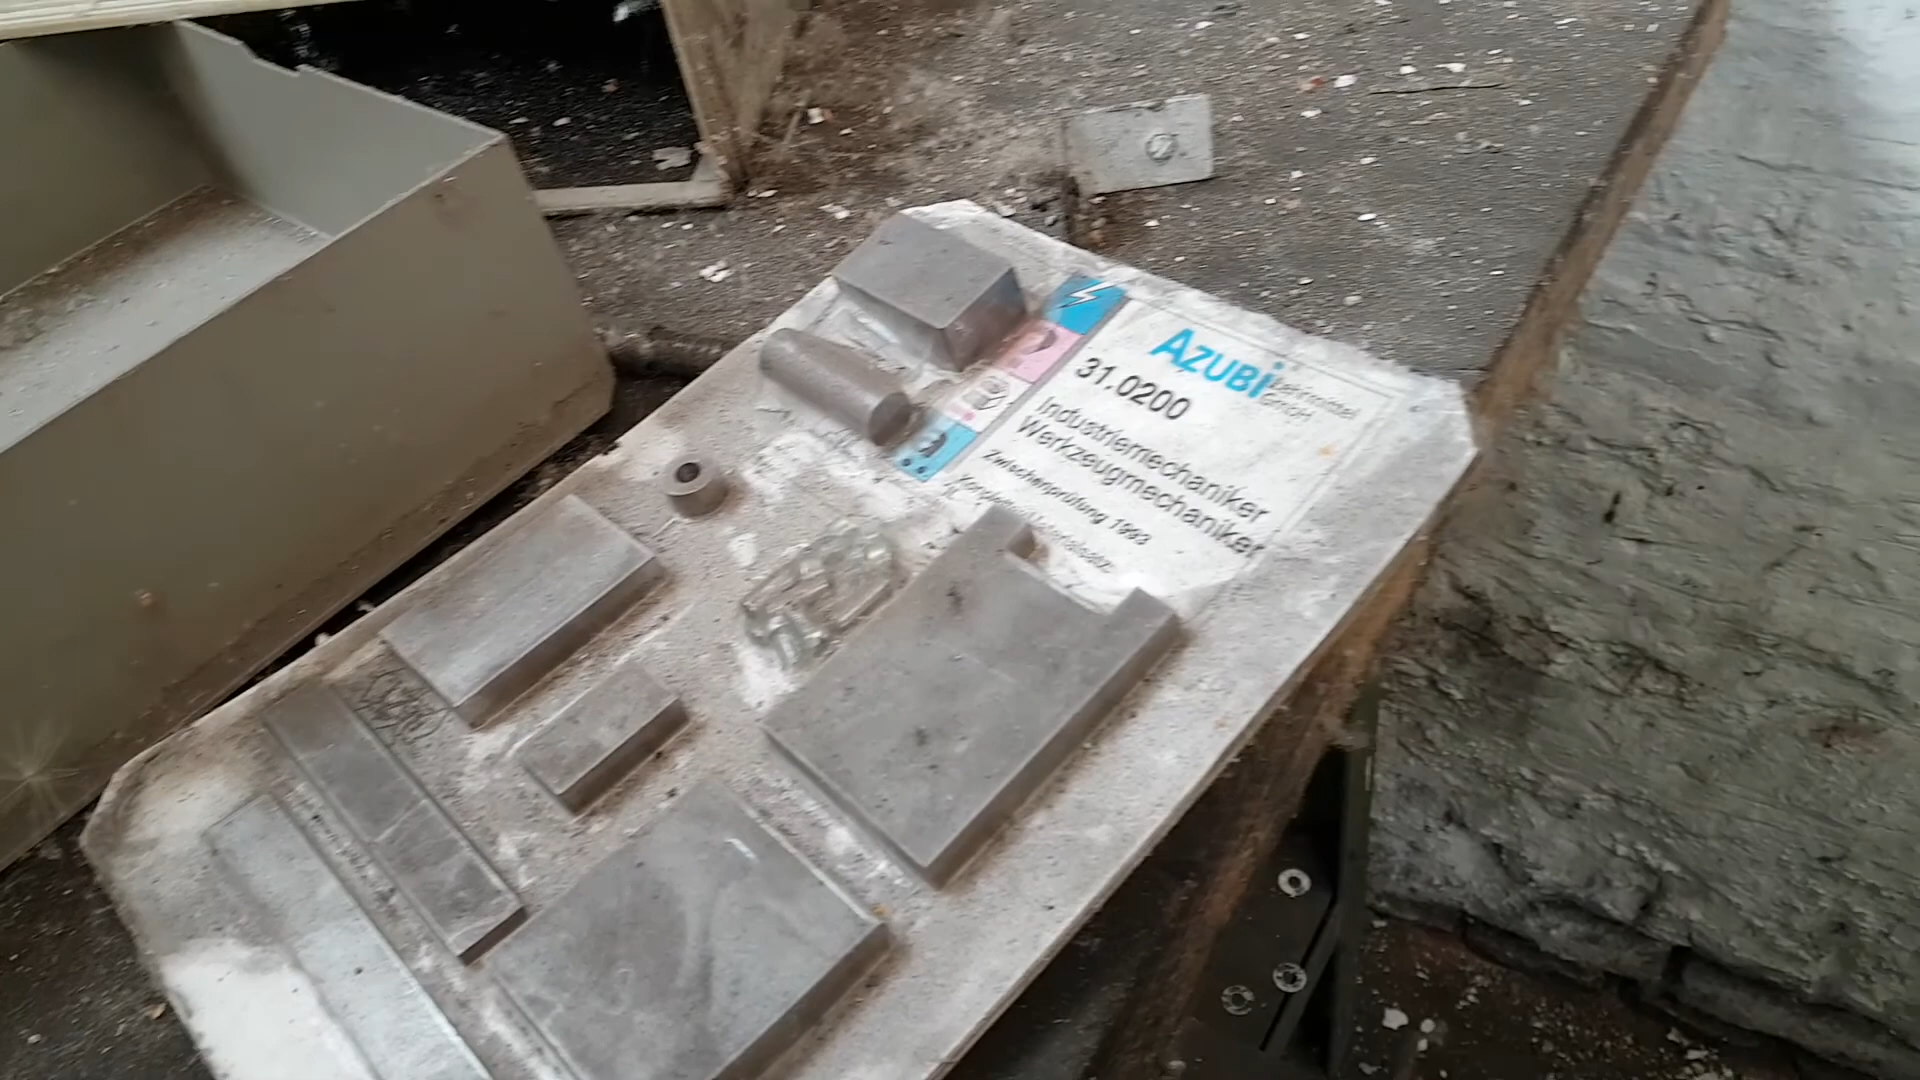 AZUBI Lehrmittel GmbH
31.0200
Industriemechaniker
Werkzeugmechaniker
Zwischenprüfung 1993